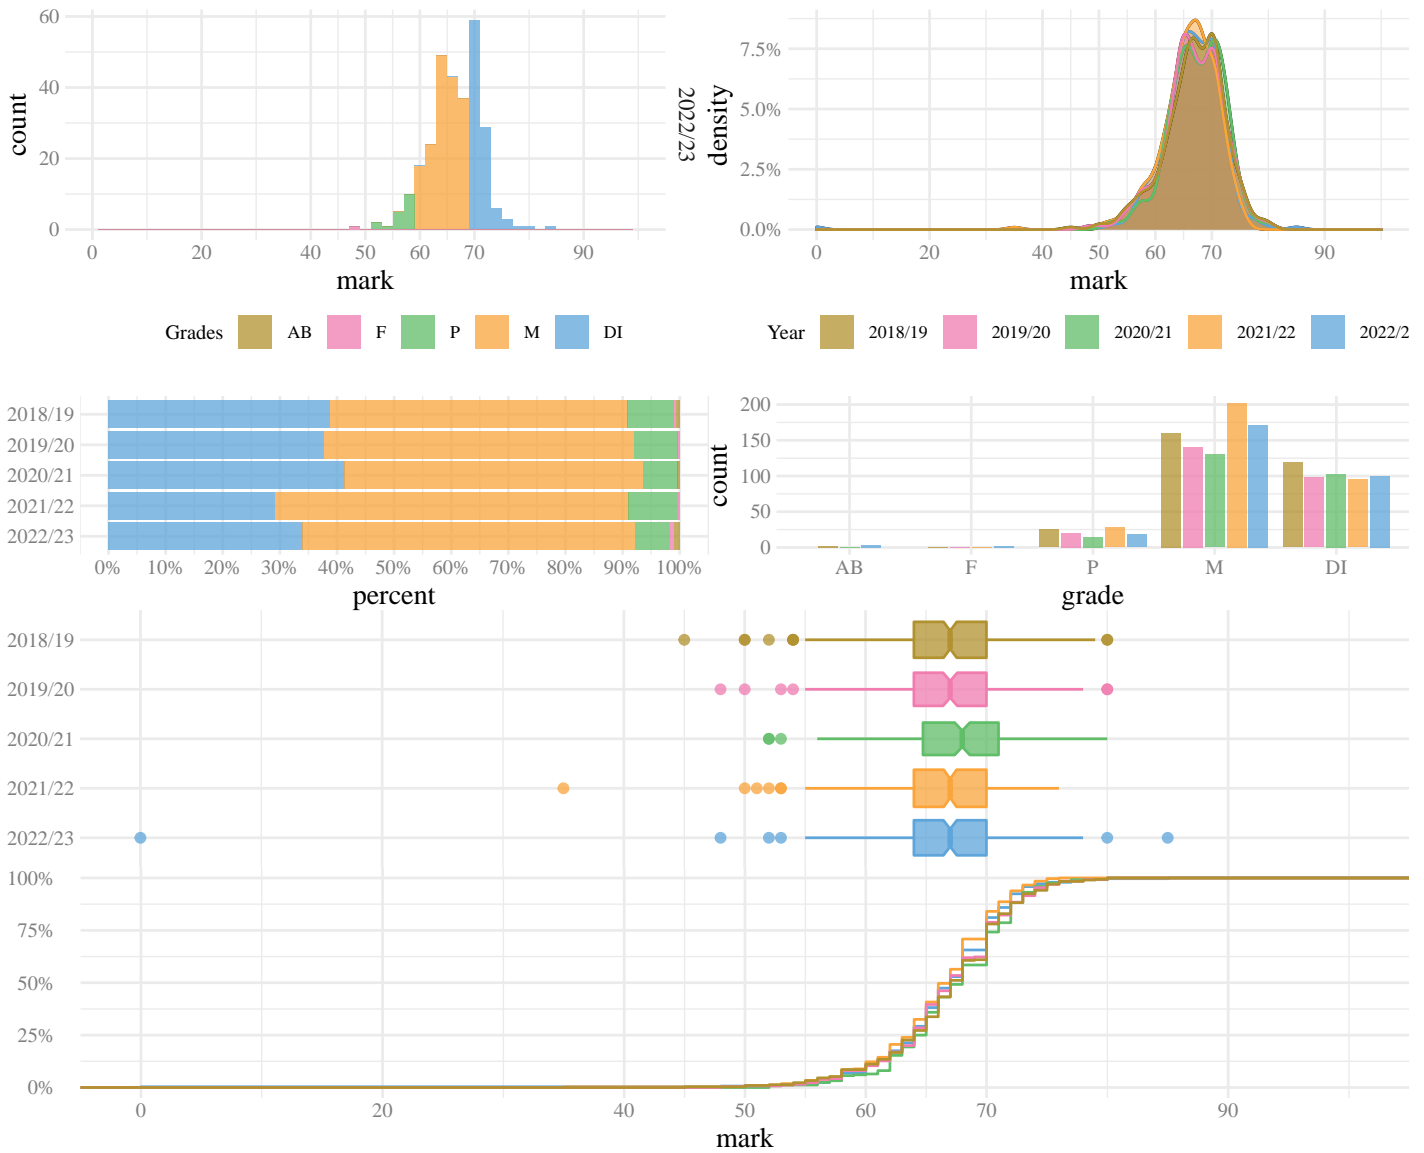 60
40
20
0
count
0 20 40 50 60 70 90
mark
2022/23
7.5%
5.0%
2.5%
0.0%
density
0 20 40 50 60 70 90
mark
Grades AB F P M DI
Year 2018/19 2019/20 2020/21 2021/22 2022/2
2018/19
2019/20
2020/21
2021/22
2022/23
0% 10% 20% 30% 40% 50% 60% 70% 80% 90% 100%
percent
200
150
100
50
0
count
AB F P M DI
grade
2018/19
2019/20
2020/21
2021/22
2022/23
100%
75%
50%
25%
0%
0 20 40 50 60 70 90
mark